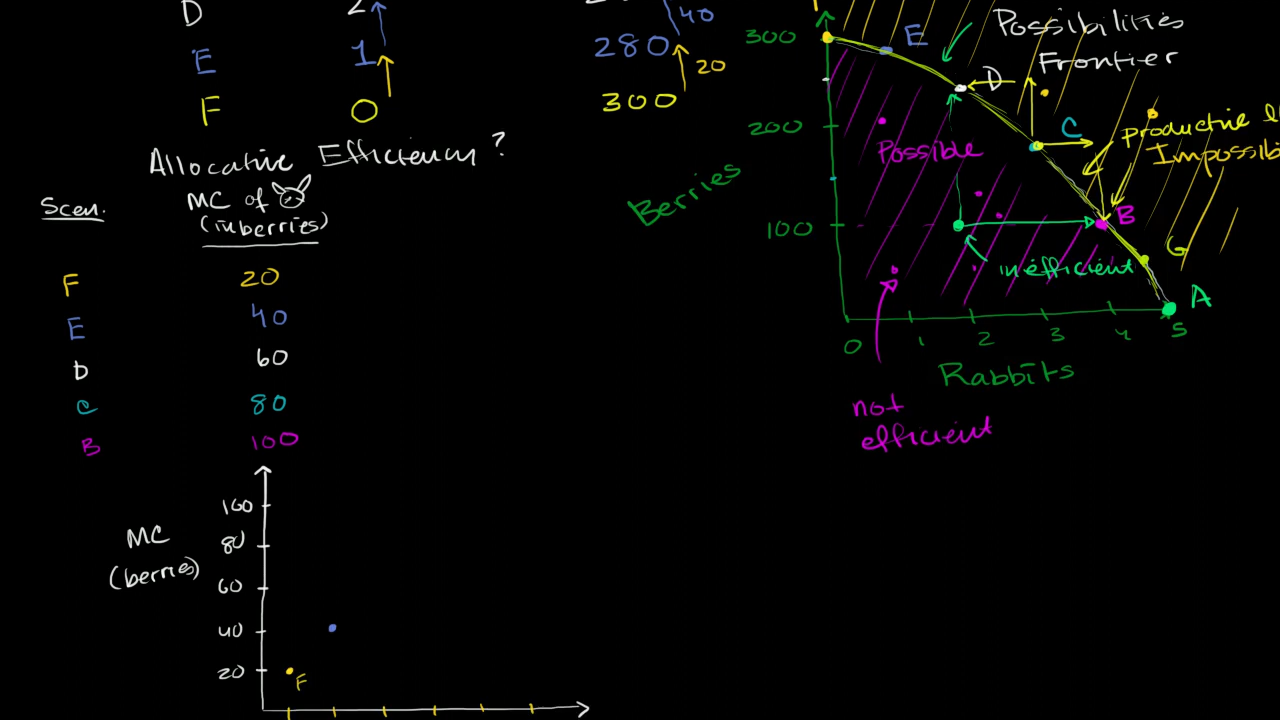 D 2
E 1
F 0
40
280
20
300
Allocative Efficiency?
Scen.
MC of
(in berries)
F 20
E 40
D 60
C 80
B 100
MC
(berries)
100
80
60
40
20
F
Possibilities
Frontier
300
200
100
Berries
E
D
C
B
G
A
Productive
Impossib
Possible
inefficient
0 1 2 3 4 5
Rabbits
not
efficient